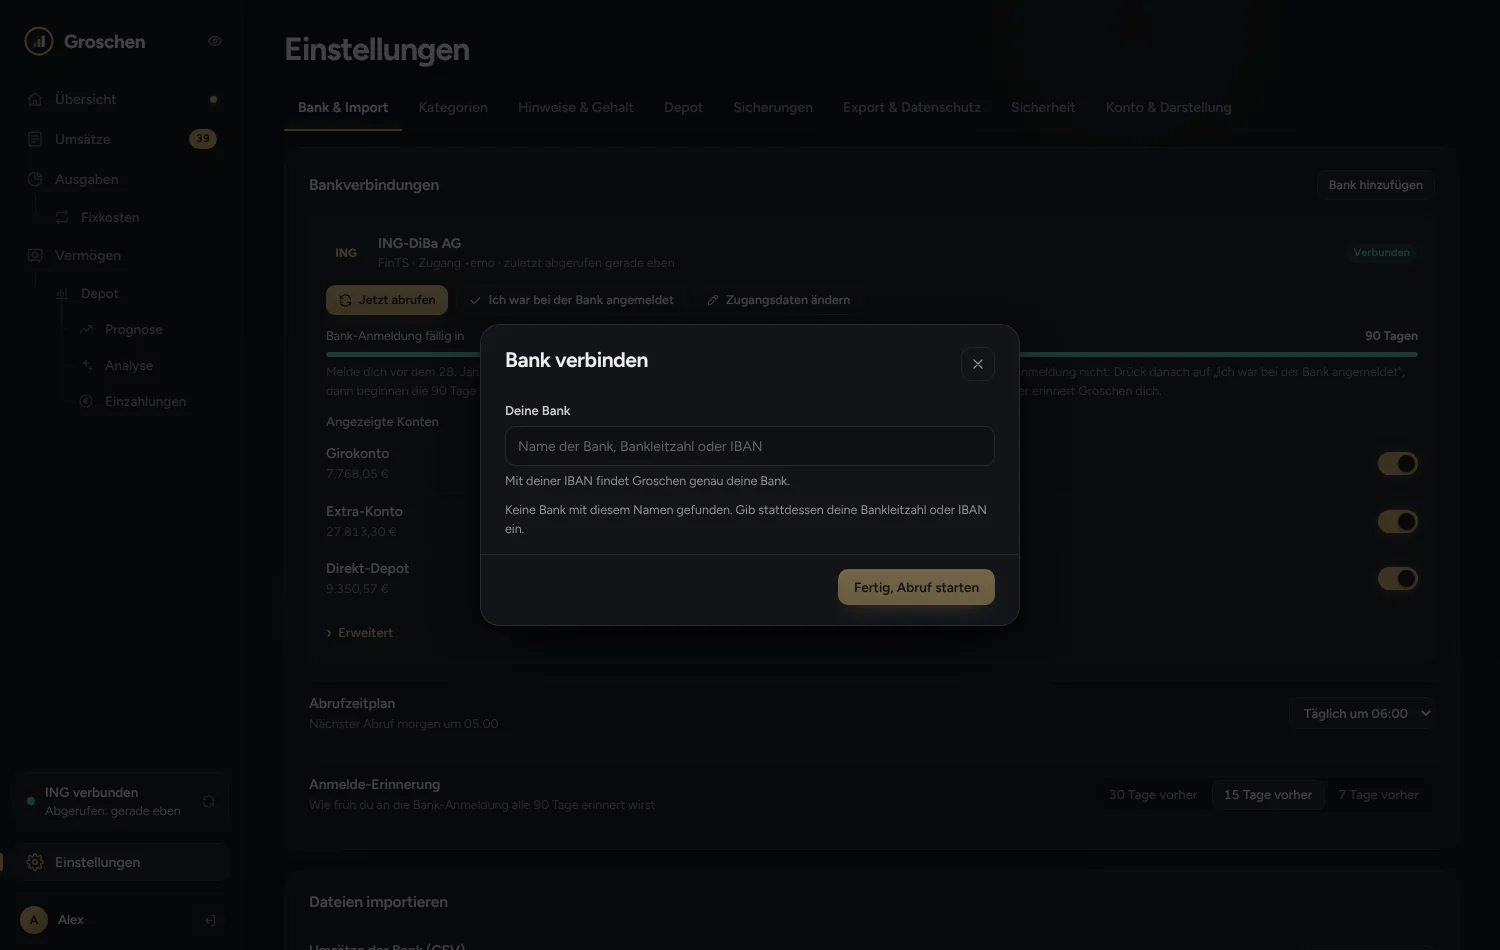 Groschen
Übersicht
Umsätze
39
Ausgaben
Fixkosten
Vermögen
Depot
Prognose
Analyse
Einzahlungen
ING verbunden
Abgerufen: gerade eben
Einstellungen
A
Alex
Einstellungen
Bank & Import
Kategorien
Hinweise & Gehalt
Depot
Sicherungen
Export & Datenschutz
Sicherheit
Konto & Darstellung
Bankverbindungen
Bank hinzufügen
ING
ING-DiBa AG
FinTS · Zugang •emo · zuletzt abgerufen gerade eben
Verbunden
Jetzt abrufen
Ich war bei der Bank angemeldet
Zugangsdaten ändern
Bank-Anmeldung fällig in
90 Tagen
Melde dich vor dem 28. Jan
nmeldung nicht: Drück danach auf „Ich war bei der Bank angemeldet“,
dann beginnen die 90 Tage
er erinnert Groschen dich.
Angezeigte Konten
Girokonto
7.768,05 €
Extra-Konto
27.813,30 €
Direkt-Depot
9.350,57 €
Erweitert
Bank verbinden
Deine Bank
Name der Bank, Bankleitzahl oder IBAN
Mit deiner IBAN findet Groschen genau deine Bank.
Keine Bank mit diesem Namen gefunden. Gib stattdessen deine Bankleitzahl oder IBAN
ein.
Fertig, Abruf starten
Abrufzeitplan
Nächster Abruf morgen um 05:00
Täglich um 06:00
Anmelde-Erinnerung
Wie früh du an die Bank-Anmeldung alle 90 Tage erinnert wirst
30 Tage vorher
15 Tage vorher
7 Tage vorher
Dateien importieren
Umsätze der Bank (CSV)